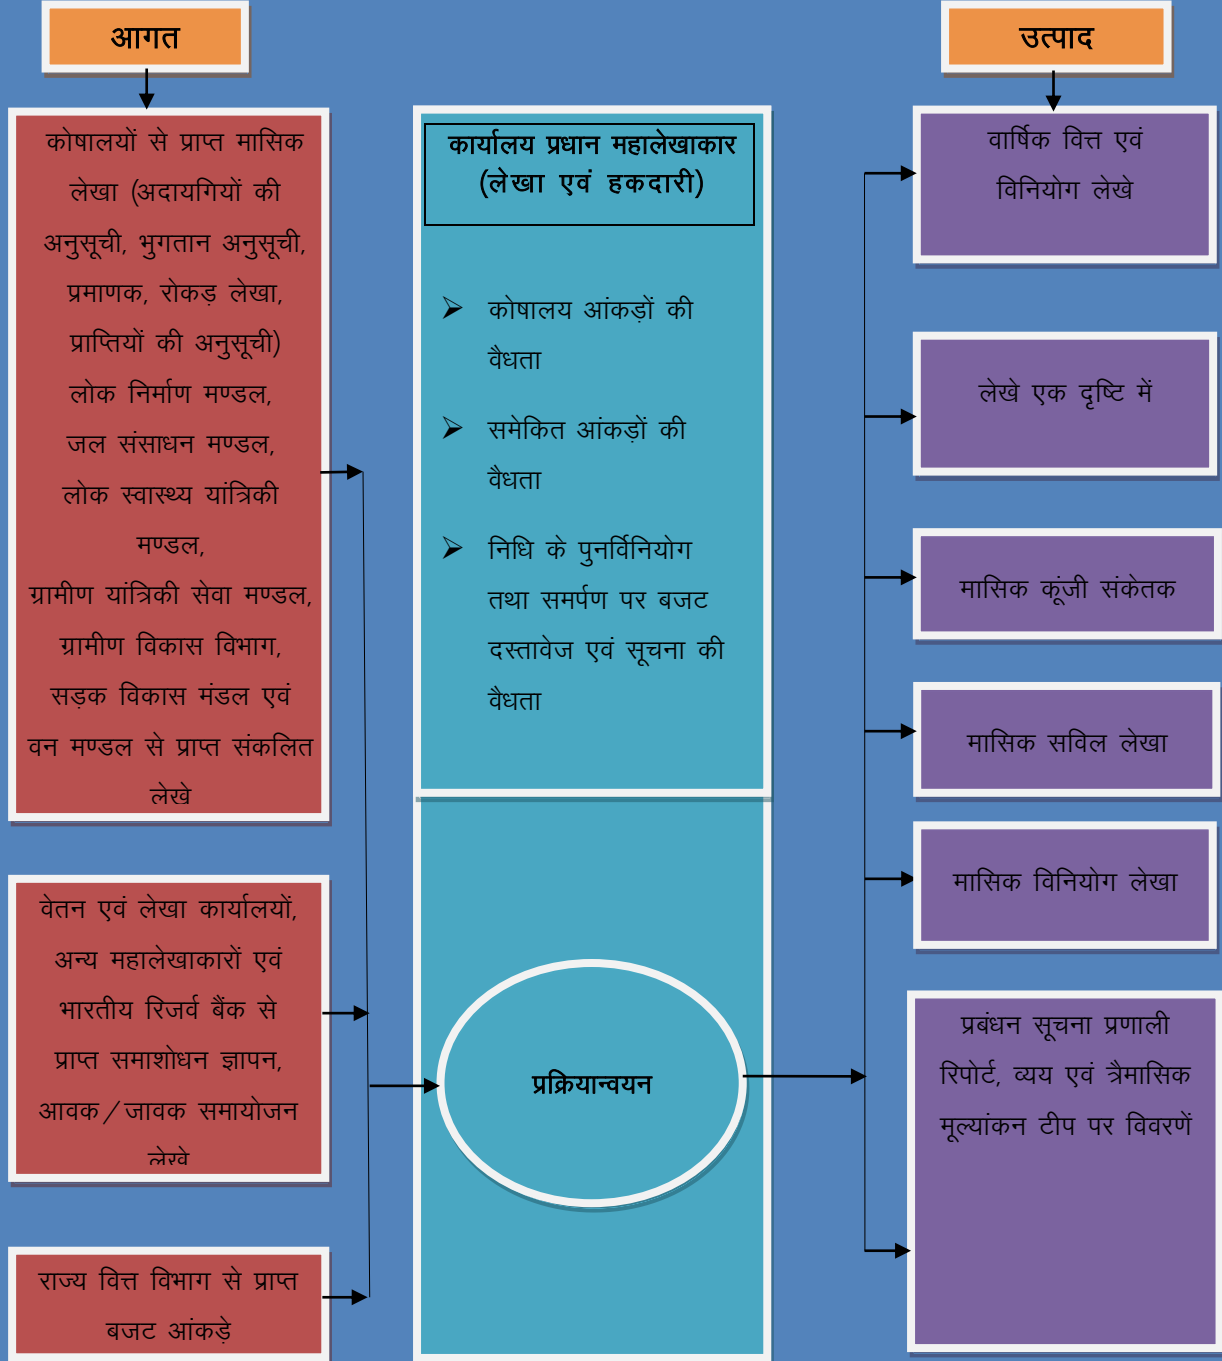 आगत
कोषालयों से प्राप्त मासिक
लेखा (अदायगियों की
अनुसूची, भुगतान अनुसूची,
प्रमाणक, रोकड़ लेखा,
प्राप्तियों की अनुसूची)
लोक निर्माण मण्डल,
जल संसाधन मण्डल,
लोक स्वास्थ्य यांत्रिकी
मण्डल,
ग्रामीण यांत्रिकी सेवा मण्डल,
ग्रामीण विकास विभाग,
सड़क विकास मंडल एवं
वन मण्डल से प्राप्त संकलित
लेखे
वेतन एवं लेखा कार्यालयों,
अन्य महालेखाकारों एवं
भारतीय रिजर्व बैंक से
प्राप्त समाशोधन ज्ञापन,
आवक/जावक समायोजन
लेखे
राज्य वित्त विभाग से प्राप्त
बजट आंकड़े
कार्यालय प्रधान महालेखाकार
(लेखा एवं हकदारी)
➢ कोषालय आंकड़ों की
वैधता
➢ समेकित आंकड़ों की
वैधता
➢ निधि के पुनर्विनियोग
तथा समर्पण पर बजट
दस्तावेज एवं सूचना की
वैधता
प्रक्रियान्वयन
उत्पाद
वार्षिक वित्त एवं
विनियोग लेखे
लेखे एक दृष्टि में
मासिक कूंजी संकेतक
मासिक सविल लेखा
मासिक विनियोग लेखा
प्रबंधन सूचना प्रणाली
रिपोर्ट, व्यय एवं त्रैमासिक
मूल्यांकन टीप पर विवरणें